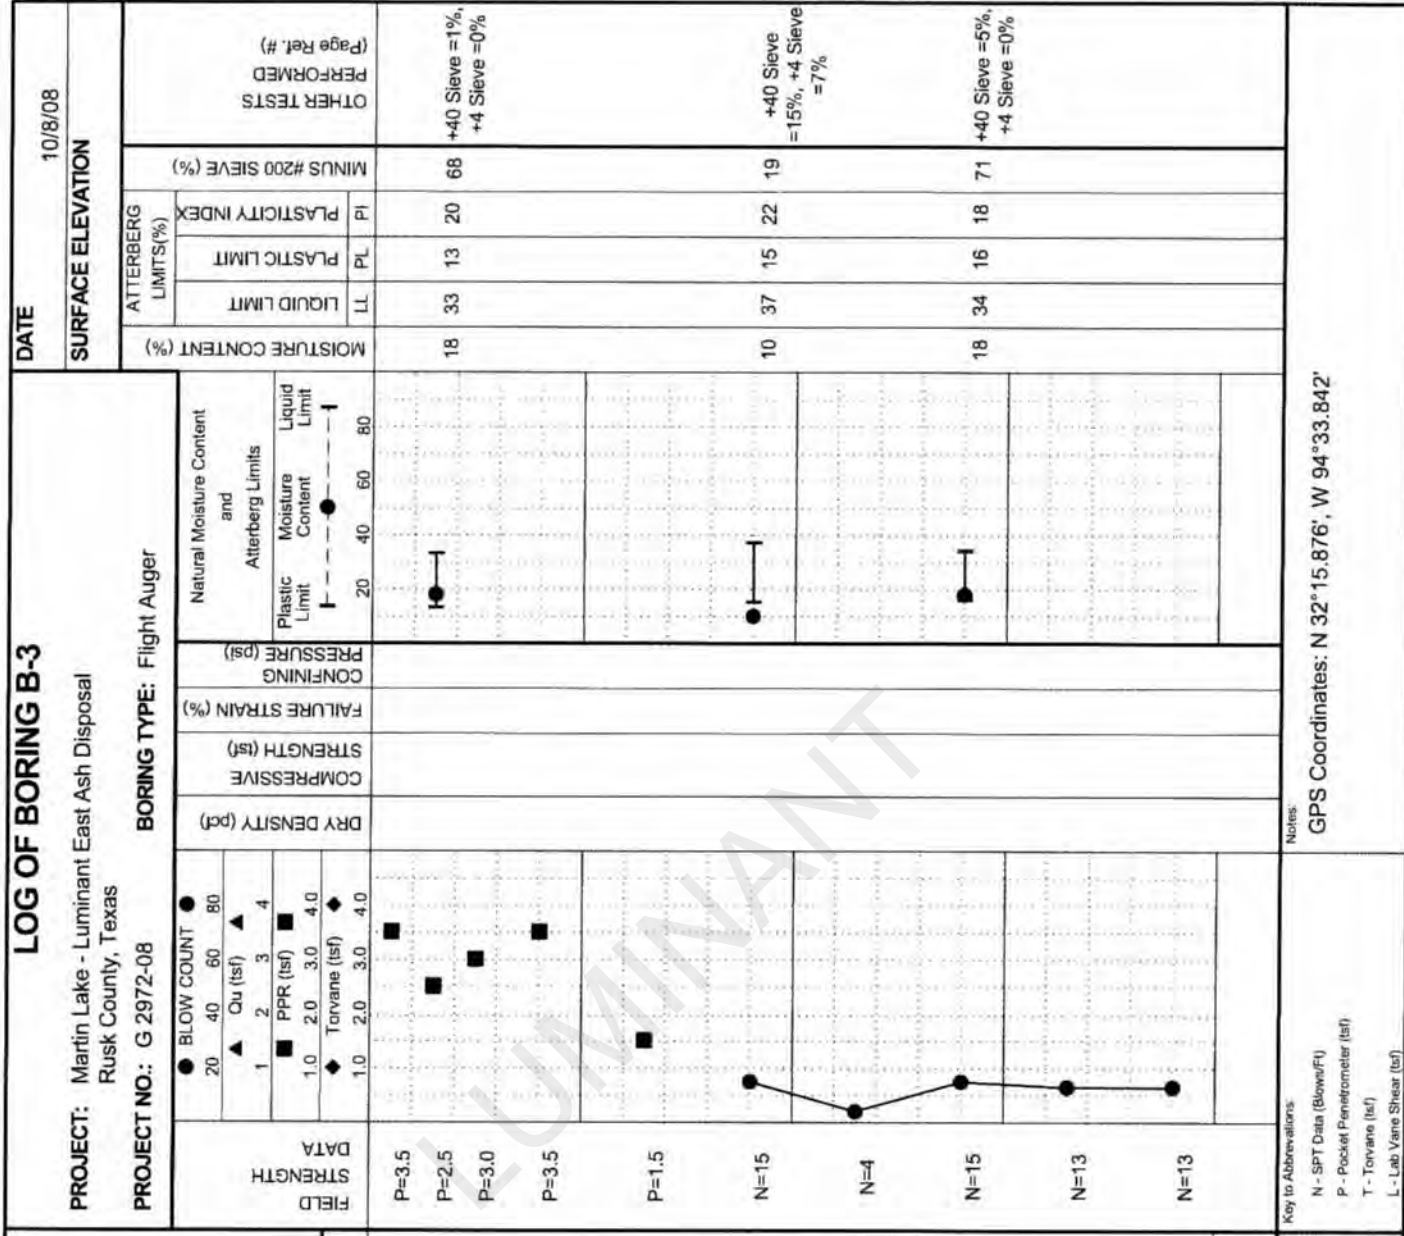 LOG OF BORING B-3
PROJECT: Martin Lake - Luminant East Ash Disposal
Rusk County, Texas
PROJECT NO.: G 2972-08
BORING TYPE: Flight Auger
DATE
10/8/08
SURFACE ELEVATION
FIELD
STRENGTH
DATA
BLOW COUNT
20 40 60 80
Qu (tsf)
1 2 3 4
PPR (tsf)
1.0 2.0 3.0 4.0
Torvane (tsf)
1.0 2.0 3.0 4.0
DRY DENSITY (pcf)
COMPRESSIVE
STRENGTH (tsf)
FAILURE STRAIN (%)
CONFINING
PRESSURE (psi)
Natural Moisture Content
and
Atterberg Limits
Plastic Moisture Liquid
Limit Content Limit
20 40 60 80
MOISTURE CONTENT (%)
ATTERBERG
LIMITS(%)
LIQUID LIMIT
LL
PLASTIC LIMIT
PL
PLASTICITY INDEX
PI
MINUS #200 SIEVE (%)
OTHER TESTS
PERFORMED
(Page Ref. #)
P=3.5
P=2.5 18 33 13 20 68 +40 Sieve =1%,
+4 Sieve =0%
P=3.0
P=3.5
P=1.5
N=15 10 37 15 22 19 +40 Sieve
=15%, +4 Sieve
=7%
N=4
N=15 18 34 16 18 71 +40 Sieve =5%,
+4 Sieve =0%
N=13
N=13
LUMINANT
Key to Abbreviations:
N - SPT Data (Blows/Ft)
P - Pocket Penetrometer (tsf)
T - Torvane (tsf)
L - Lab Vane Shear (tsf)
Notes:
GPS Coordinates: N 32°15.876', W 94°33.842'